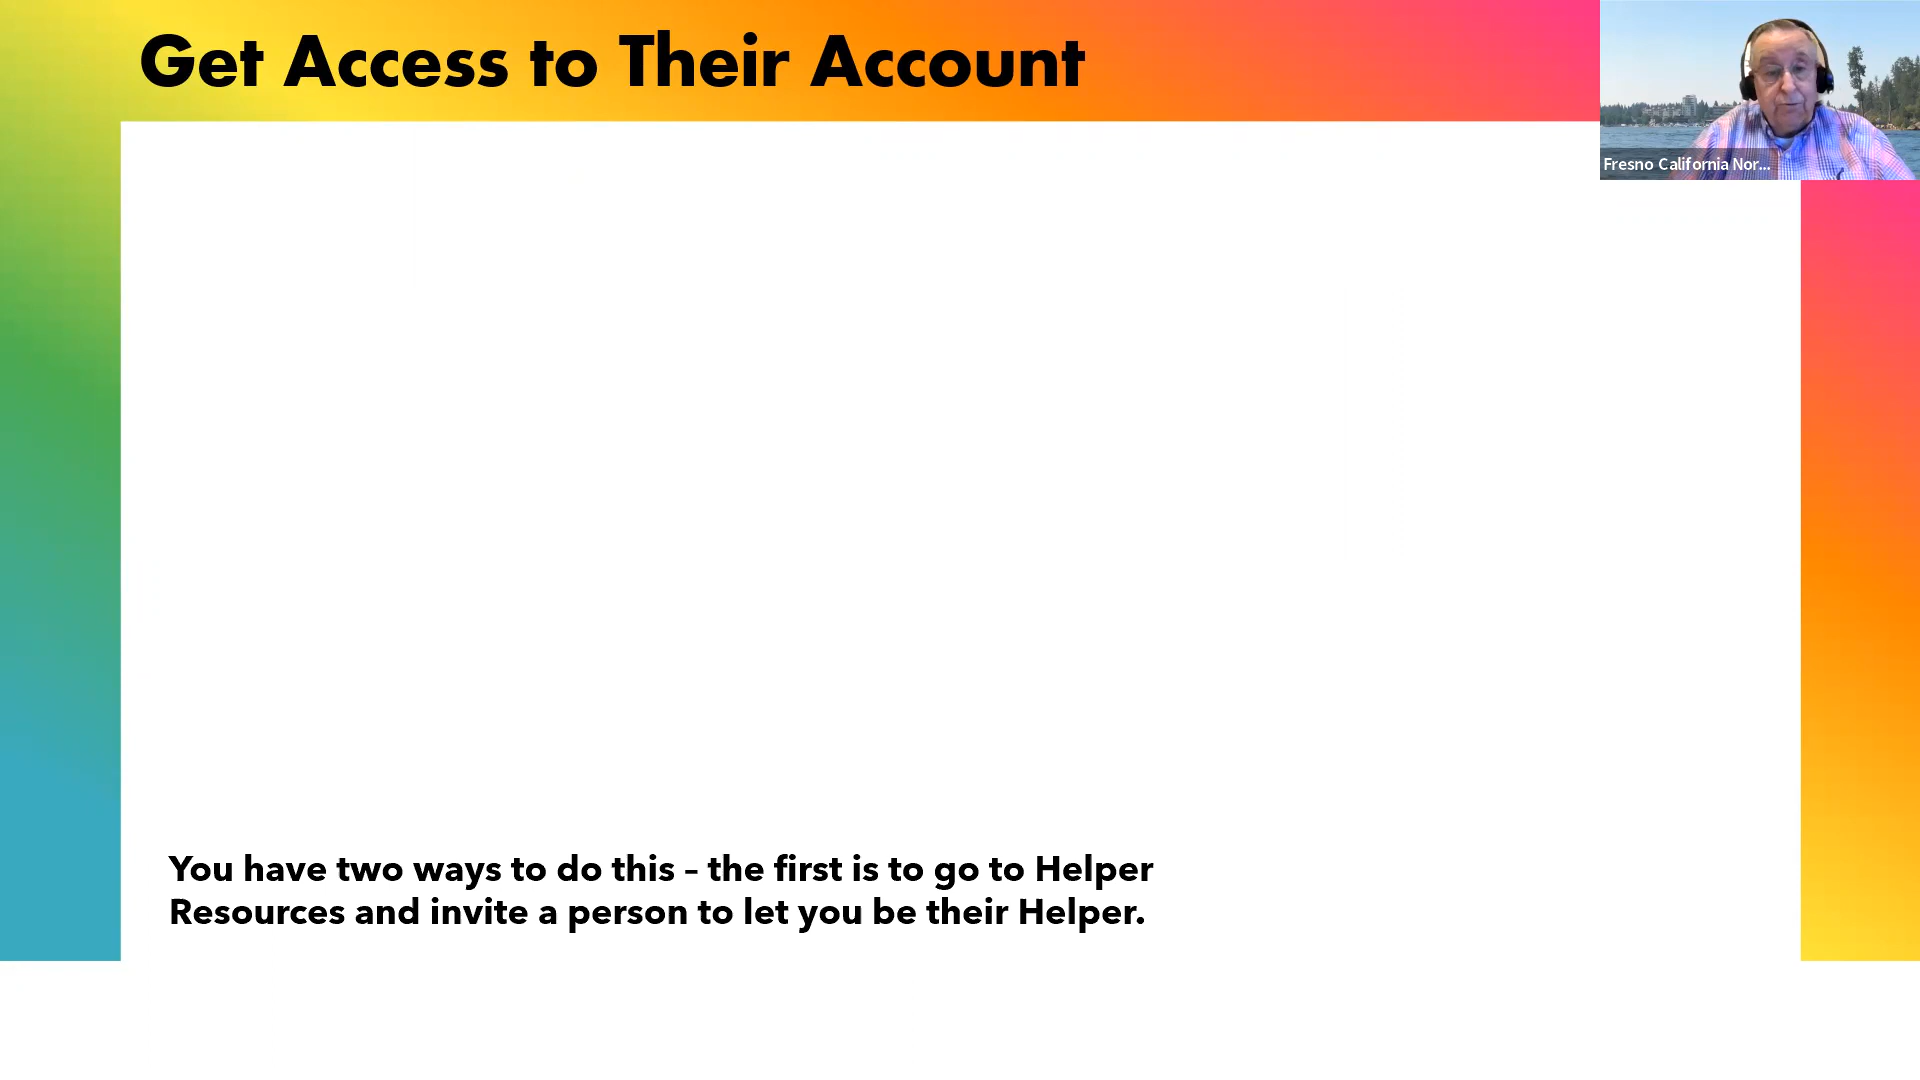 Get Access to Their Account
Fresno California Nor...
You have two ways to do this – the first is to go to Helper
Resources and invite a person to let you be their Helper.